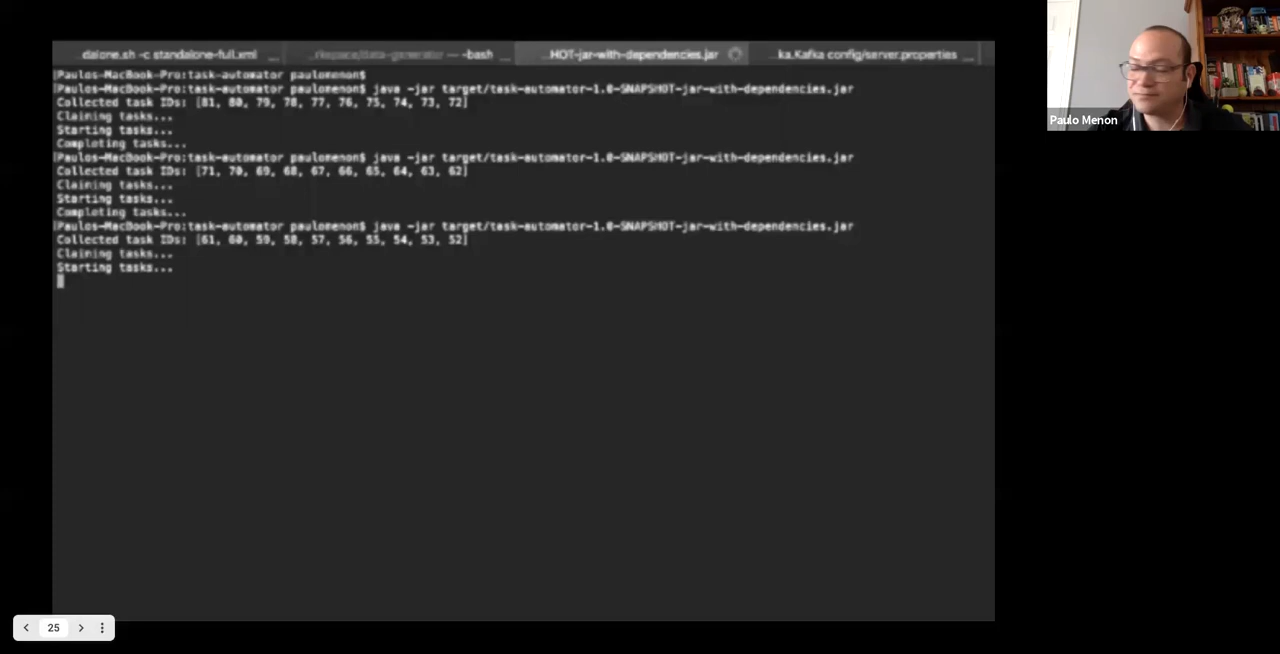 daione.sh -c standalone-full.xml ... rkspace/data-generator — -bash ... HOT-jar-with-dependencies.jar ka.Kafka config/server.properties ...
Paulos-MacBook-Pro:task-automator paulomenon$
Paulos-MacBook-Pro:task-automator paulomenon$ java -jar target/task-automator-1.0-SNAPSHOT-jar-with-dependencies.jar
Collected task IDs: [81, 80, 79, 78, 77, 76, 75, 74, 73, 72]
Claiming tasks...
Starting tasks...
Completing tasks...
Paulos-MacBook-Pro:task-automator paulomenon$ java -jar target/task-automator-1.0-SNAPSHOT-jar-with-dependencies.jar
Collected task IDs: [71, 70, 69, 68, 67, 66, 65, 64, 63, 62]
Claiming tasks...
Starting tasks...
Completing tasks...
Paulos-MacBook-Pro:task-automator paulomenon$ java -jar target/task-automator-1.0-SNAPSHOT-jar-with-dependencies.jar
Collected task IDs: [61, 60, 59, 58, 57, 56, 55, 54, 53, 52]
Claiming tasks...
Starting tasks...
Paulo Menon
25